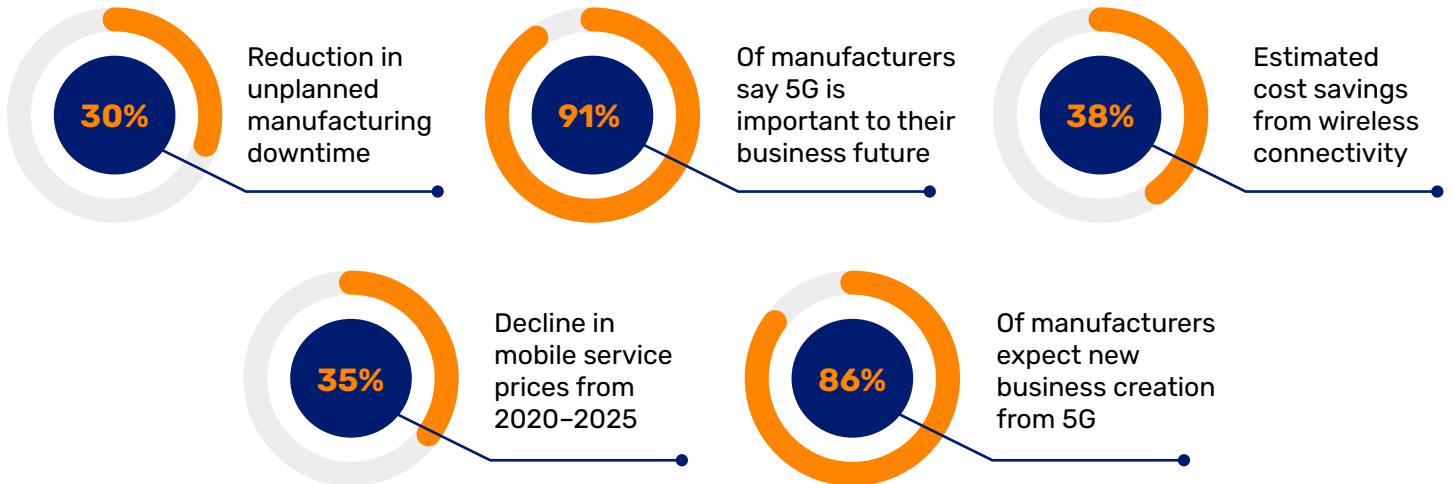 30%
Reduction in
unplanned
manufacturing
downtime
91%
Of manufacturers
say 5G is
important to their
business future
38%
Estimated
cost savings
from wireless
connectivity
35%
Decline in
mobile service
prices from
2020–2025
86%
Of manufacturers
expect new
business creation
from 5G